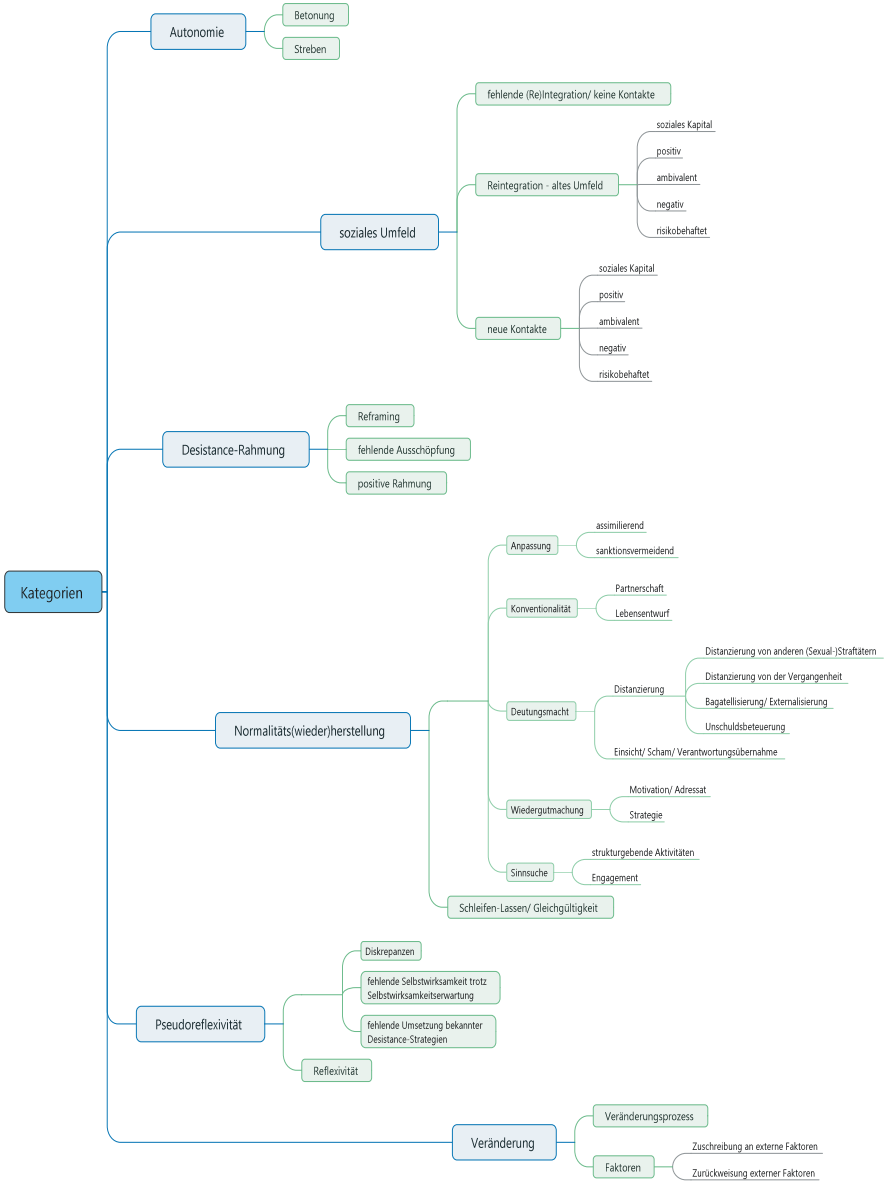 Kategorien
Autonomie
Betonung
Streben
soziales Umfeld
fehlende (Re)Integration/ keine Kontakte
Reintegration - altes Umfeld
soziales Kapital
positiv
ambivalent
negativ
risikobehaftet
neue Kontakte
soziales Kapital
positiv
ambivalent
negativ
risikobehaftet
Desistance-Rahmung
Reframing
fehlende Ausschöpfung
positive Rahmung
Normalitäts(wieder)herstellung
Anpassung
assimilierend
sanktionsvermeidend
Konventionalität
Partnerschaft
Lebensentwurf
Deutungsmacht
Distanzierung
Distanzierung von anderen (Sexual-)Straftätern
Distanzierung von der Vergangenheit
Bagatellisierung/ Externalisierung
Unschuldsbeteuerung
Einsicht/ Scham/ Verantwortungsübernahme
Wiedergutmachung
Motivation/ Adressat
Strategie
Sinnsuche
strukturgebende Aktivitäten
Engagement
Schleifen-Lassen/ Gleichgültigkeit
Pseudoreflexivität
Diskrepanzen
fehlende Selbstwirksamkeit trotz
Selbstwirksamkeitserwartung
fehlende Umsetzung bekannter
Desistance-Strategien
Reflexivität
Veränderung
Veränderungsprozess
Faktoren
Zuschreibung an externe Faktoren
Zurückweisung externer Faktoren